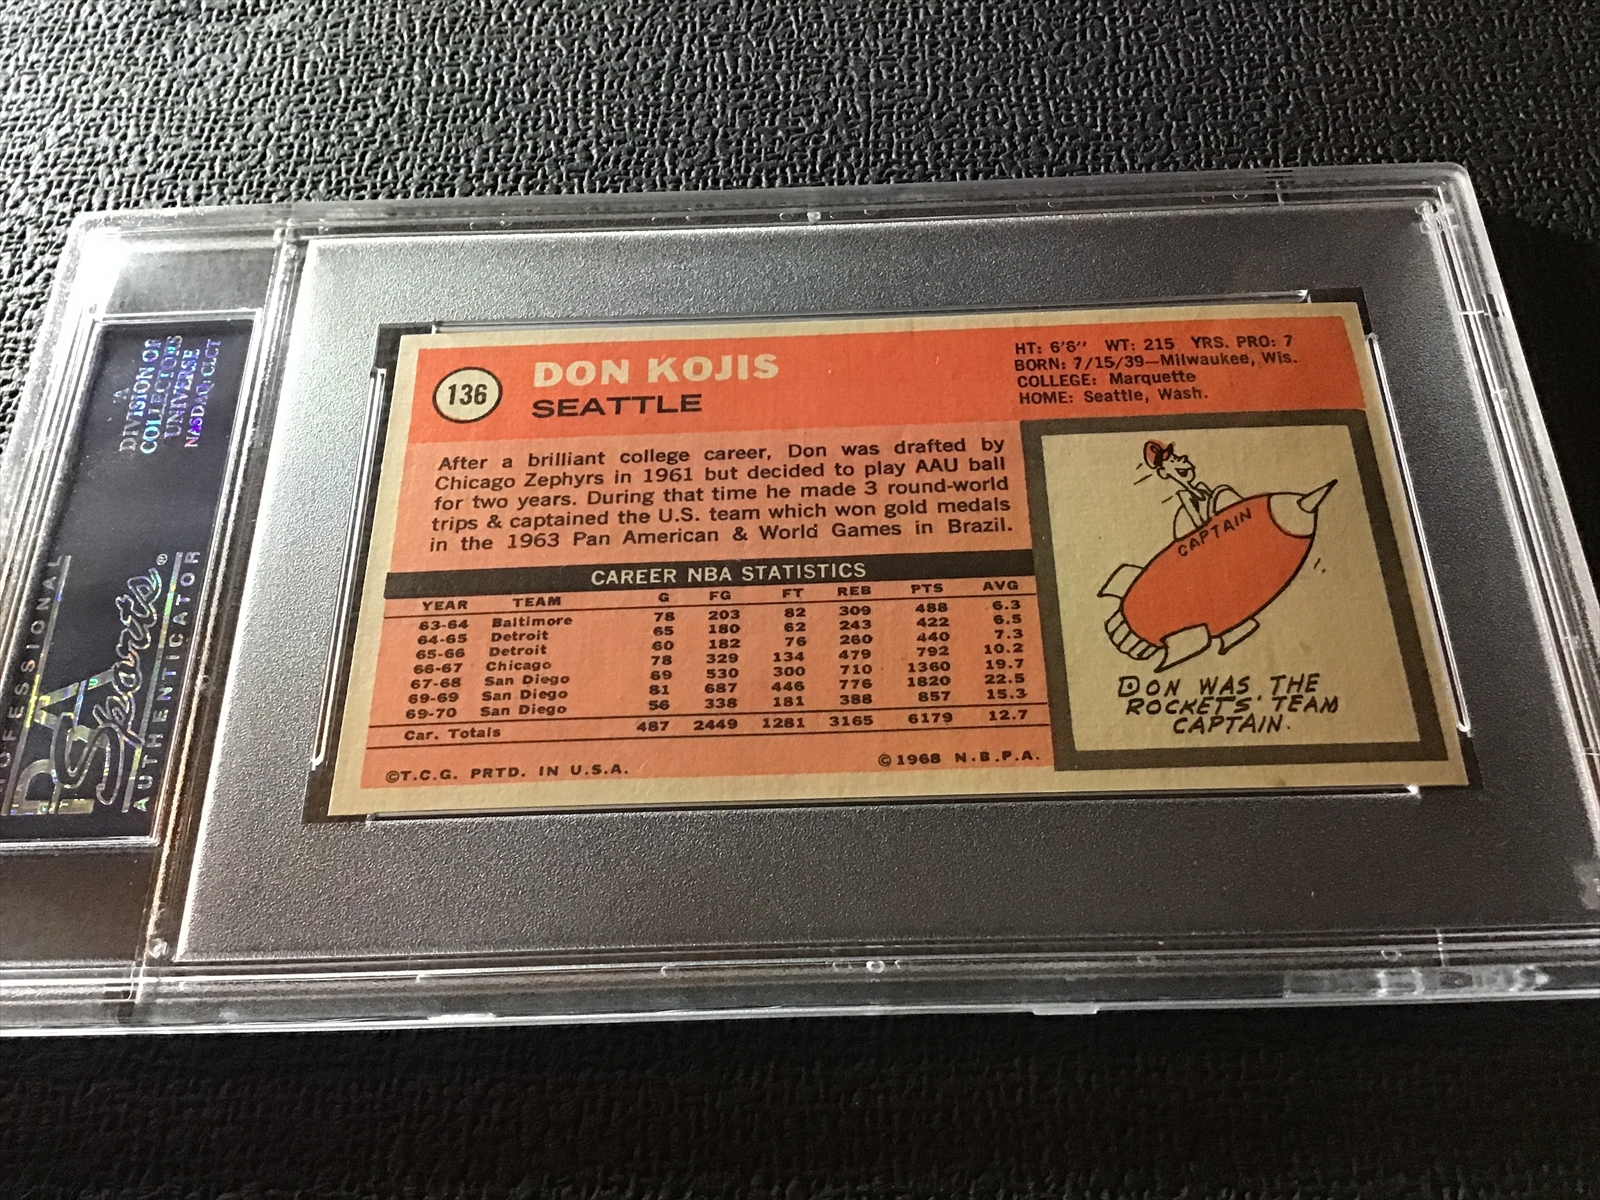 A
DIVISION OF
COLLECTORS
UNIVERSE
NASDAQ: CLCT
PSA
Sports®
AUTHENTICATOR
136
DON KOJIS
SEATTLE
HT: 6'6'' WT: 215 YRS. PRO: 7
BORN: 7/15/39—Milwaukee, Wis.
COLLEGE: Marquette
HOME: Seattle, Wash.
After a brilliant college career, Don was drafted by
Chicago Zephyrs in 1961 but decided to play AAU ball
for two years. During that time he made 3 round-world
trips & captained the U.S. team which won gold medals
in the 1963 Pan American & World Games in Brazil.
CAREER NBA STATISTICS
YEAR TEAM G FG FT REB PTS AVG
63-64 Baltimore 78 203 82 309 488 6.3
64-65 Detroit 65 180 62 243 422 6.5
65-66 Detroit 60 182 76 260 440 7.3
66-67 Chicago 78 329 134 479 792 10.2
67-68 San Diego 69 530 300 710 1360 19.7
69-69 San Diego 81 687 446 776 1820 22.5
69-70 San Diego 56 338 181 388 857 15.3
Car. Totals 487 2449 1281 3165 6179 12.7
©T.C.G. PRTD. IN U.S.A. ©1968 N.B.P.A.
CAPTAIN
DON WAS THE
ROCKETS' TEAM
CAPTAIN.